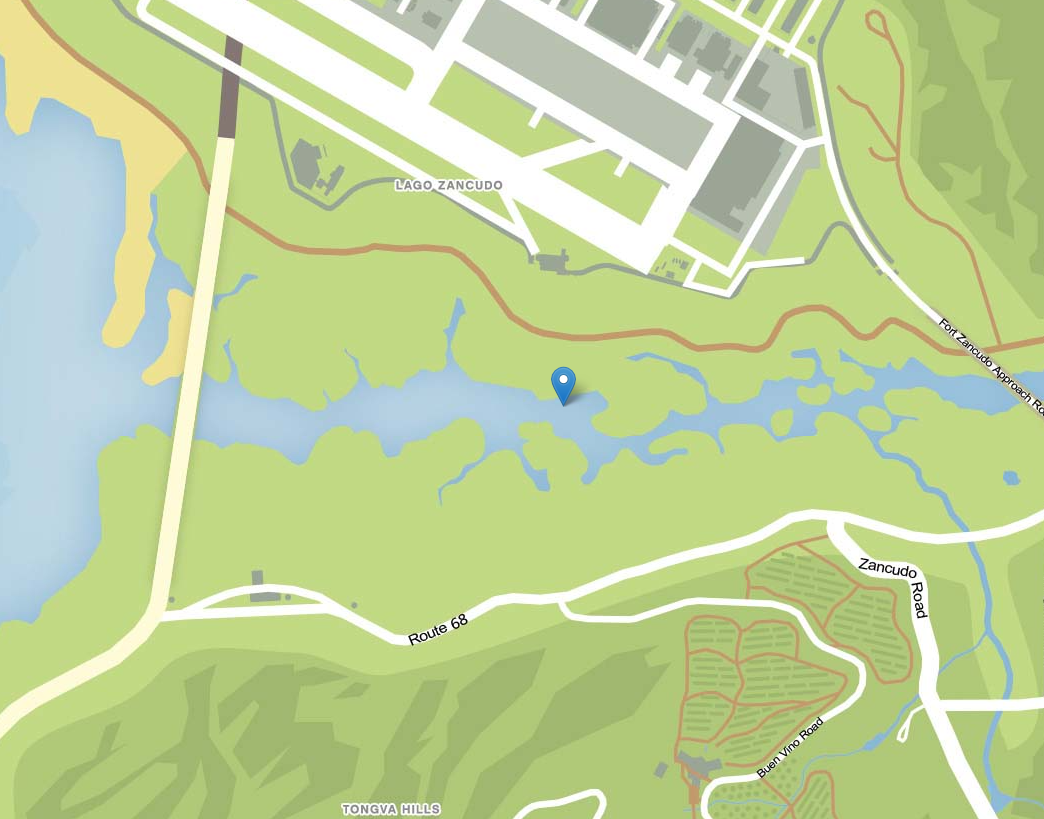 LAGO ZANCUDO
Fort Zancudo Approach Ro
Zancudo
Road
Route 68
Buen Vino Road
TONGVA HILLS